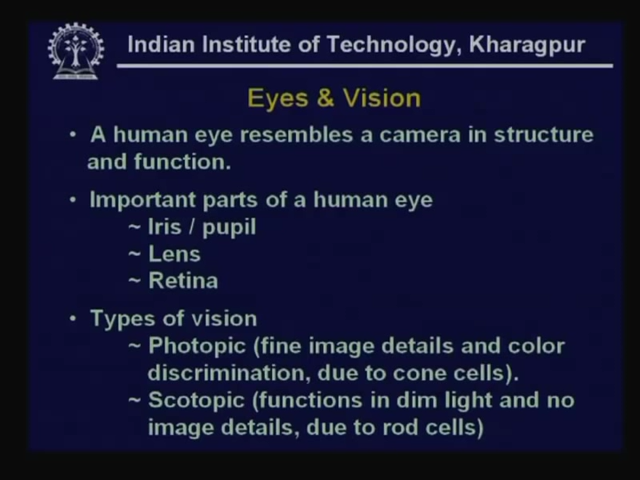 Indian Institute of Technology, Kharagpur
Eyes & Vision
• A human eye resembles a camera in structure
and function.
• Important parts of a human eye
~ Iris / pupil
~ Lens
~ Retina
• Types of vision
~ Photopic (fine image details and color
discrimination, due to cone cells).
~ Scotopic (functions in dim light and no
image details, due to rod cells)